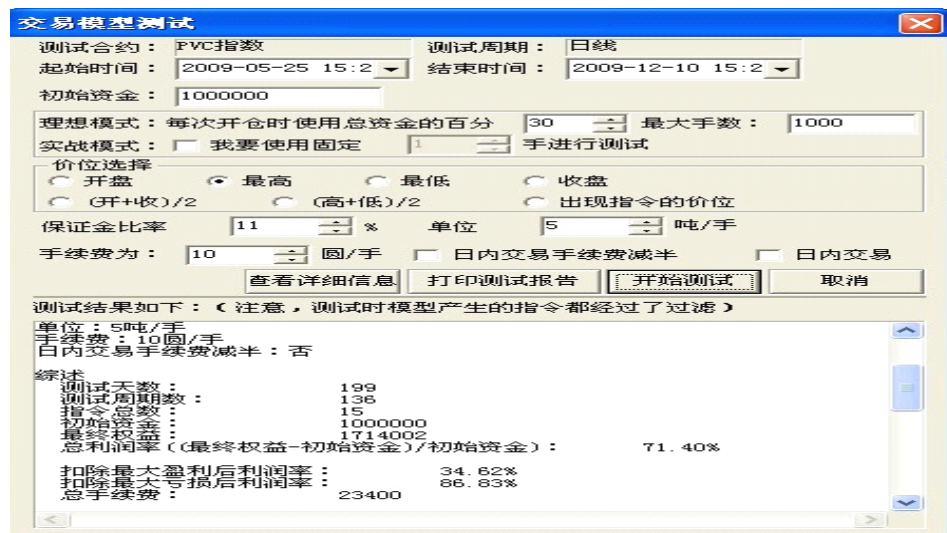 交易模型测试
测试合约： PVC指数 测试周期： 日线
起始时间： 2009-05-25 15:2 结束时间： 2009-12-10 15:2
初始资金： 1000000
理想模式：每次开仓时使用总资金的百分 30 最大手数： 1000
实战模式： 我要使用固定 1 手进行测试
价位选择
开盘 最高 最低 收盘
(开+收)/2 (高+低)/2 出现指令的价位
保证金比率 11 % 单位 5 吨/手
手续费为： 10 圆/手 日内交易手续费减半 日内交易
查看详细信息 打印测试报告 开始测试 取消
测试结果如下：(注意，测试时模型产生的指令都经过了过滤)
单位：5吨/手
手续费：10圆/手
日内交易手续费减半：否
综述
测试天数： 199
测试周期数： 136
指令总数： 15
初始资金： 1000000
最终权益： 1714002
总利润率((最终权益-初始资金)/初始资金)： 71.40%
扣除最大盈利后利润率： 34.62%
扣除最大亏损后利润率： 86.83%
总手续费： 23400